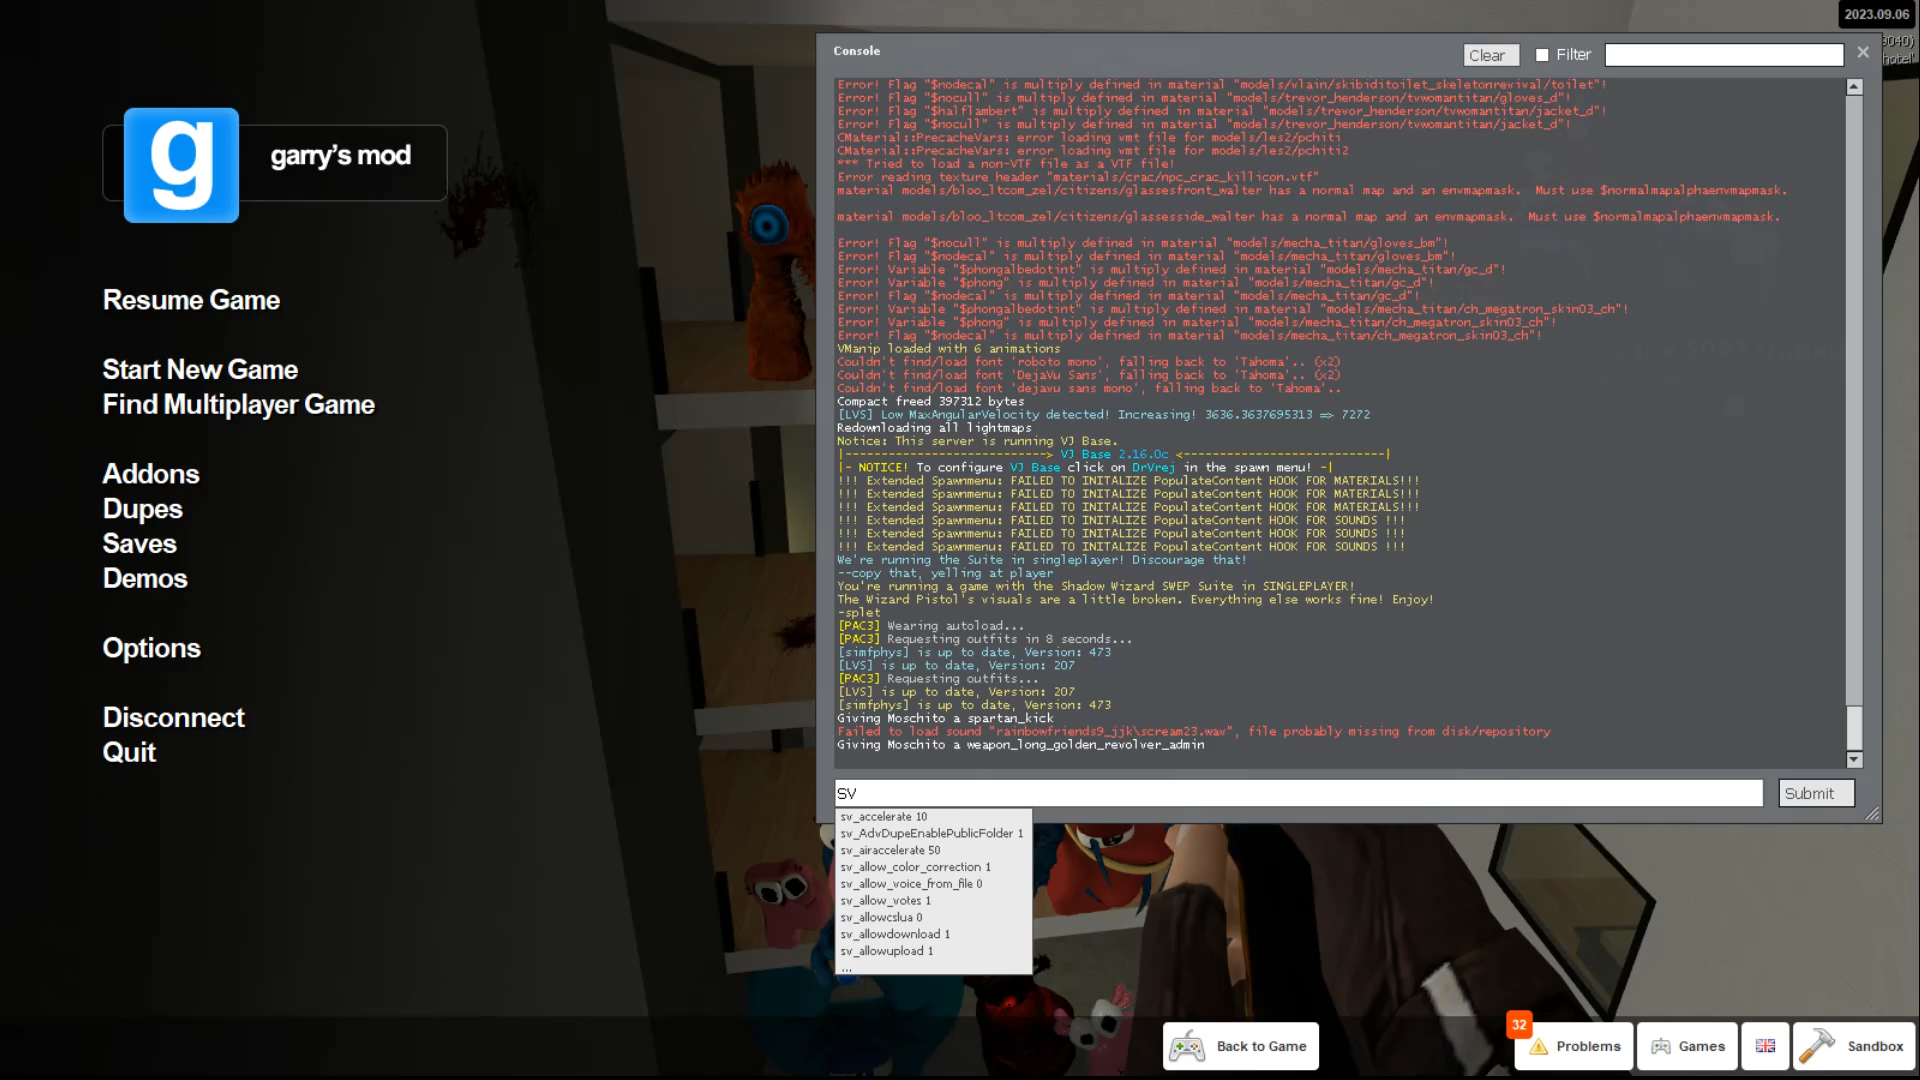 2023.09.06
9040)
hotel'
g
garry's mod
Resume Game
Start New Game
Find Multiplayer Game
Addons
Dupes
Saves
Demos
Options
Disconnect
Quit
Console
Clear
Filter
Error! Flag "$nodecal" is multiply defined in material "models/vlain/skibiditoilet_skeletonrevival/toilet"!
Error! Flag "$nocull" is multiply defined in material "models/trevor_henderson/tvwomantitan/gloves_d"!
Error! Flag "$halflambert" is multiply defined in material "models/trevor_henderson/tvwomantitan/jacket_d"!
Error! Flag "$nocull" is multiply defined in material "models/trevor_henderson/tvwomantitan/jacket_d"!
CMaterial::PrecacheVars: error loading vmt file for models/les2/pchiti
CMaterial::PrecacheVars: error loading vmt file for models/les2/pchiti2
*** Tried to load a non-VTF file as a VTF file!
Error reading texture header "materials/crac/npc_crac_killicon.vtf"
material models/bloo_ltcom_zel/citizens/glassesfront_walter has a normal map and an envmapmask.  Must use $normalmapalphaenvmapmask.
material models/bloo_ltcom_zel/citizens/glassesside_walter has a normal map and an envmapmask.  Must use $normalmapalphaenvmapmask.
Error! Flag "$nocull" is multiply defined in material "models/mecha_titan/gloves_bm"!
Error! Flag "$nodecal" is multiply defined in material "models/mecha_titan/gloves_bm"!
Error! Variable "$phongalbedotint" is multiply defined in material "models/mecha_titan/gc_d"!
Error! Variable "$phong" is multiply defined in material "models/mecha_titan/gc_d"!
Error! Flag "$nodecal" is multiply defined in material "models/mecha_titan/gc_d"!
Error! Variable "$phongalbedotint" is multiply defined in material "models/mecha_titan/ch_megatron_skin03_ch"!
Error! Variable "$phong" is multiply defined in material "models/mecha_titan/ch_megatron_skin03_ch"!
Error! Flag "$nodecal" is multiply defined in material "models/mecha_titan/ch_megatron_skin03_ch"!
VManip loaded with 6 animations
Couldn't find/load font 'roboto mono', falling back to 'Tahoma'.. (x2)
Couldn't find/load font 'DejaVu Sans', falling back to 'Tahoma'.. (x2)
Couldn't find/load font 'dejavu sans mono', falling back to 'Tahoma'..
Compact freed 397312 bytes
[LVS] Low MaxAngularVelocity detected! Increasing! 3636.3637695313 => 7272
Redownloading all lightmaps
Notice: This server is running VJ Base.
|----------------------------> VJ Base 2.16.0c <----------------------------|
|- NOTICE! To configure VJ Base click on DrVrej in the spawn menu! -|
!!! Extended Spawnmenu: FAILED TO INITALIZE PopulateContent HOOK FOR MATERIALS!!!
!!! Extended Spawnmenu: FAILED TO INITALIZE PopulateContent HOOK FOR MATERIALS!!!
!!! Extended Spawnmenu: FAILED TO INITALIZE PopulateContent HOOK FOR MATERIALS!!!
!!! Extended Spawnmenu: FAILED TO INITALIZE PopulateContent HOOK FOR SOUNDS !!!
!!! Extended Spawnmenu: FAILED TO INITALIZE PopulateContent HOOK FOR SOUNDS !!!
!!! Extended Spawnmenu: FAILED TO INITALIZE PopulateContent HOOK FOR SOUNDS !!!
We're running the Suite in singleplayer! Discourage that!
--copy that, yelling at player
You're running a game with the Shadow Wizard SWEP Suite in SINGLEPLAYER!
The Wizard Pistol's visuals are a little broken. Everything else works fine! Enjoy!
-splet
[PAC3] Wearing autoload...
[PAC3] Requesting outfits in 8 seconds...
[simfphys] is up to date, Version: 473
[LVS] is up to date, Version: 207
[PAC3] Requesting outfits...
[LVS] is up to date, Version: 207
[simfphys] is up to date, Version: 473
Giving Moschito a spartan_kick
Failed to load sound "rainbowfriends9_jjk\scream23.wav", file probably missing from disk/repository
Giving Moschito a weapon_long_golden_revolver_admin
SV
Submit
sv_accelerate 10
sv_AdvDupeEnablePublicFolder 1
sv_airaccelerate 50
sv_allow_color_correction 1
sv_allow_voice_from_file 0
sv_allow_votes 1
sv_allowcslua 0
sv_allowdownload 1
sv_allowupload 1
...
Back to Game
32
Problems
Games
Sandbox